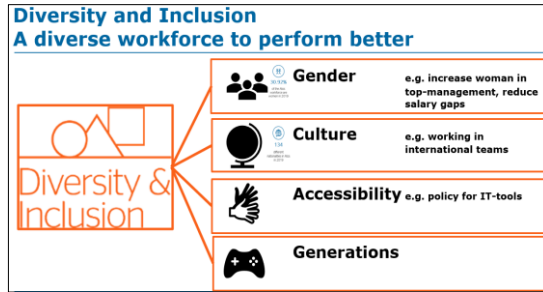 Diversity and Inclusion
A diverse workforce to perform better
Diversity &
Inclusion
Gender
e.g. increase woman in
top-management, reduce
salary gaps
Culture
134
e.g. working in
international teams
Accessibility
e.g. policy for IT-tools
Generations